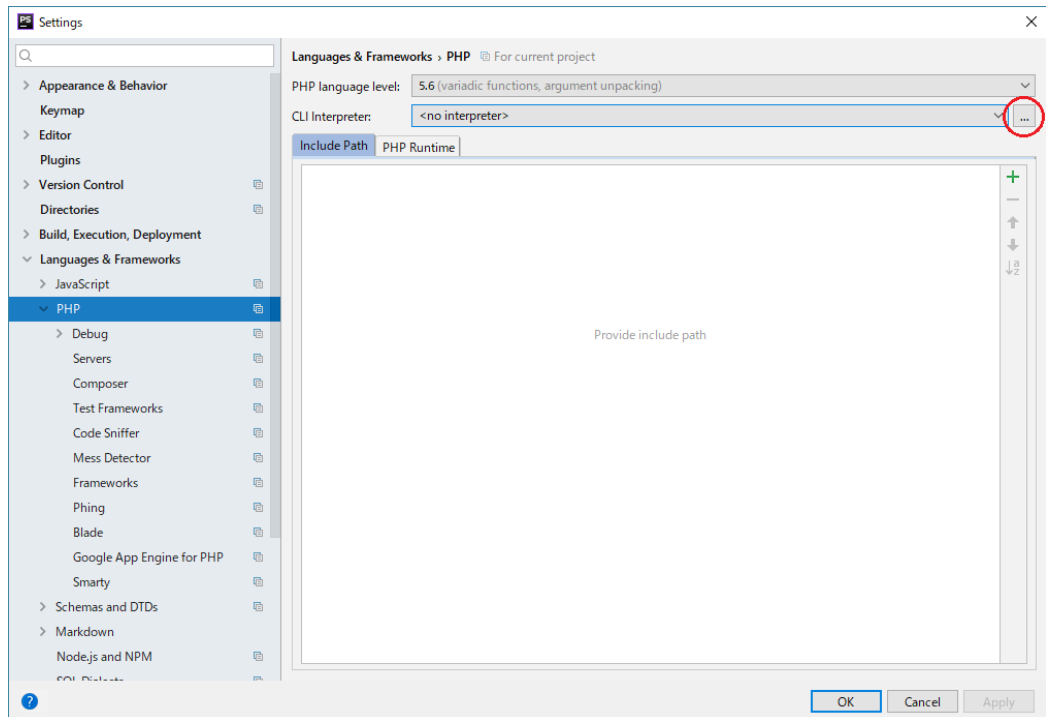 PS Settings
Appearance & Behavior
Keymap
Editor
Plugins
Version Control
Directories
Build, Execution, Deployment
Languages & Frameworks
JavaScript
PHP
Debug
Servers
Composer
Test Frameworks
Code Sniffer
Mess Detector
Frameworks
Phing
Blade
Google App Engine for PHP
Smarty
Schemas and DTDs
Markdown
Node.js and NPM
SQL Dialects
Languages & Frameworks › PHP For current project
PHP language level: 5.6 (variadic functions, argument unpacking)
CLI Interpreter: <no interpreter> ...
Include Path PHP Runtime
Provide include path
a
z
? OK Cancel Apply